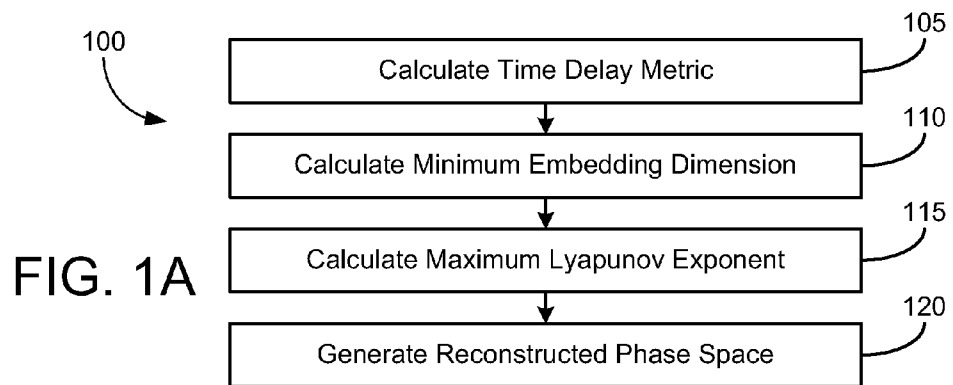 100
105
Calculate Time Delay Metric
110
Calculate Minimum Embedding Dimension
115
Calculate Maximum Lyapunov Exponent
FIG. 1A
120
Generate Reconstructed Phase Space